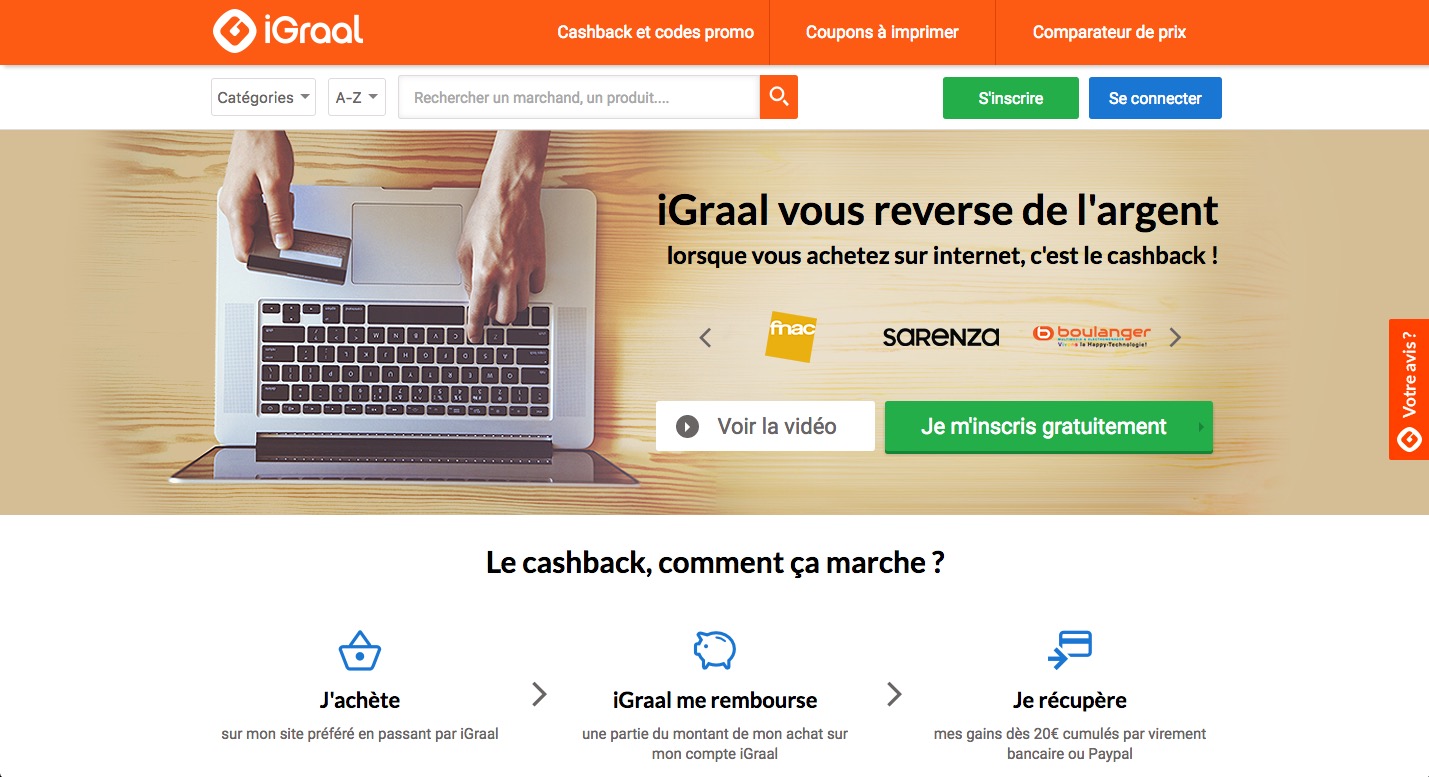 iGraal
Cashback et codes promo
Coupons à imprimer
Comparateur de prix
Catégories
A-Z
Rechercher un marchand, un produit....
S'inscrire
Se connecter
iGraal vous reverse de l'argent
lorsque vous achetez sur internet, c'est le cashback !
fnac
SARENZA
boulanger
Voir la vidéo
Je m'inscris gratuitement
Votre avis ?
Le cashback, comment ça marche ?
J'achète
sur mon site préféré en passant par iGraal
iGraal me rembourse
une partie du montant de mon achat sur
mon compte iGraal
Je récupère
mes gains dès 20€ cumulés par virement
bancaire ou Paypal